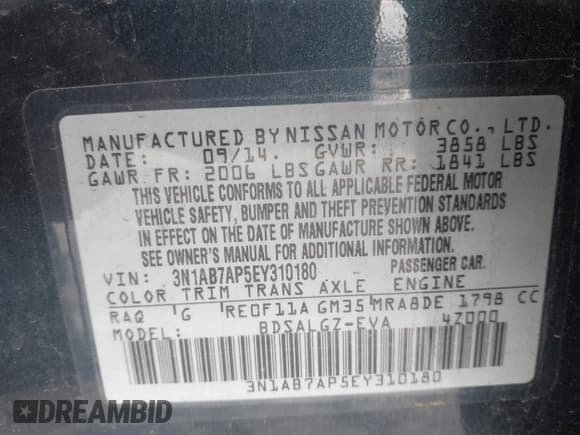 MANUFACTURED BY NISSAN MOTOR CO., LTD.
DATE: 09/14. GVWR: 3858 LBS
GAWR FR: 2006 LBS GAWR RR: 1841 LBS
THIS VEHICLE CONFORMS TO ALL APPLICABLE FEDERAL MOTOR
VEHICLE SAFETY, BUMPER AND THEFT PREVENTION STANDARDS
IN EFFECT ON THE DATE OF MANUFACTURE SHOWN ABOVE.
SEE OWNER'S MANUAL FOR ADDITIONAL INFORMATION.
VIN: 3N1AB7AP5EY310180 PASSENGER CAR.
COLOR TRIM TRANS AXLE ENGINE
RAQ G RE0F11A GM35 MRA8DE 1798 CC
MODEL BDSALGZ-EVA 4Z000
3N1AB7AP5EY310180
DREAMBID